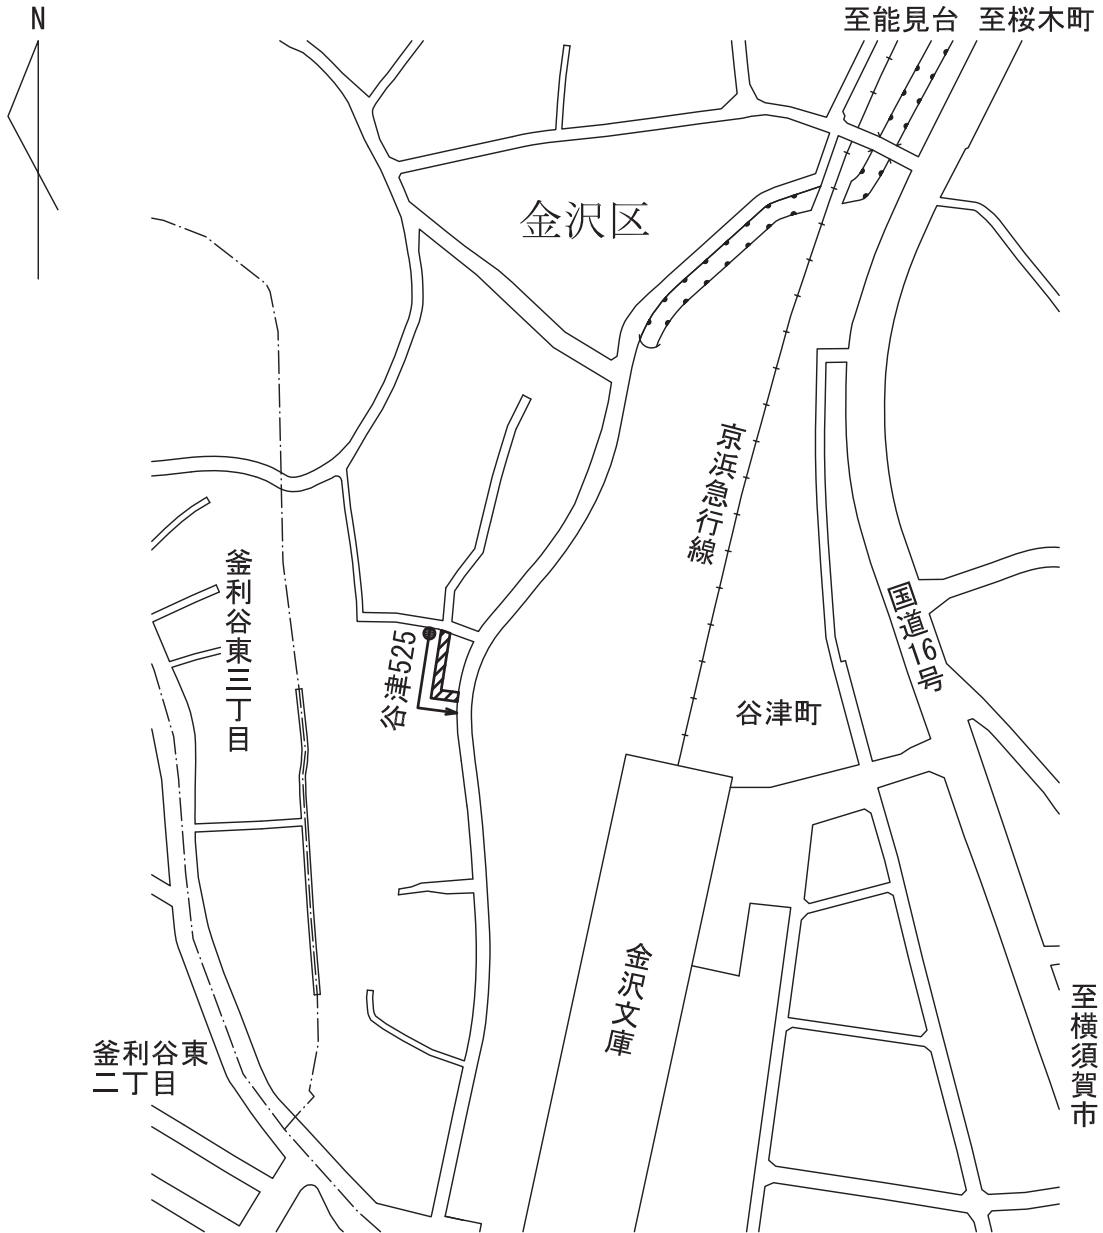 N
至能見台 至桜木町
金沢区
京浜急行線
釜利谷東三丁目
国道16号
谷津525
谷津町
金沢文庫
至横須賀市
釜利谷東
二丁目